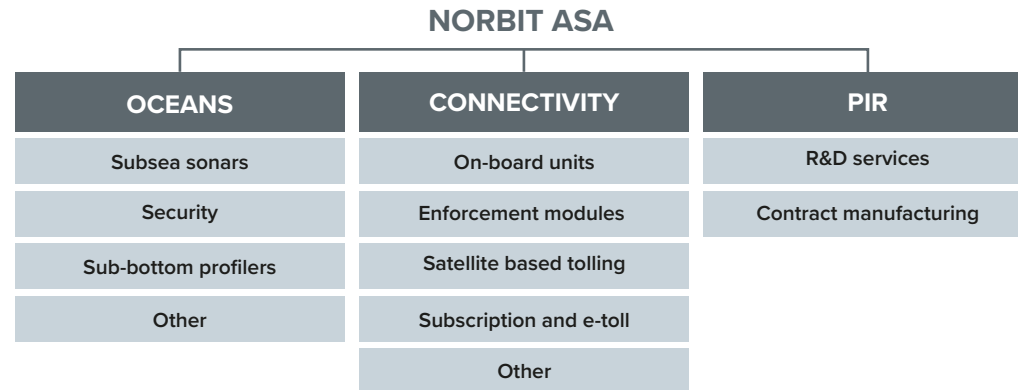 NORBIT ASA
OCEANS
Subsea sonars
Security
Sub-bottom profilers
Other
CONNECTIVITY
On-board units
Enforcement modules
Satellite based tolling
Subscription and e-toll
Other
PIR
R&D services
Contract manufacturing